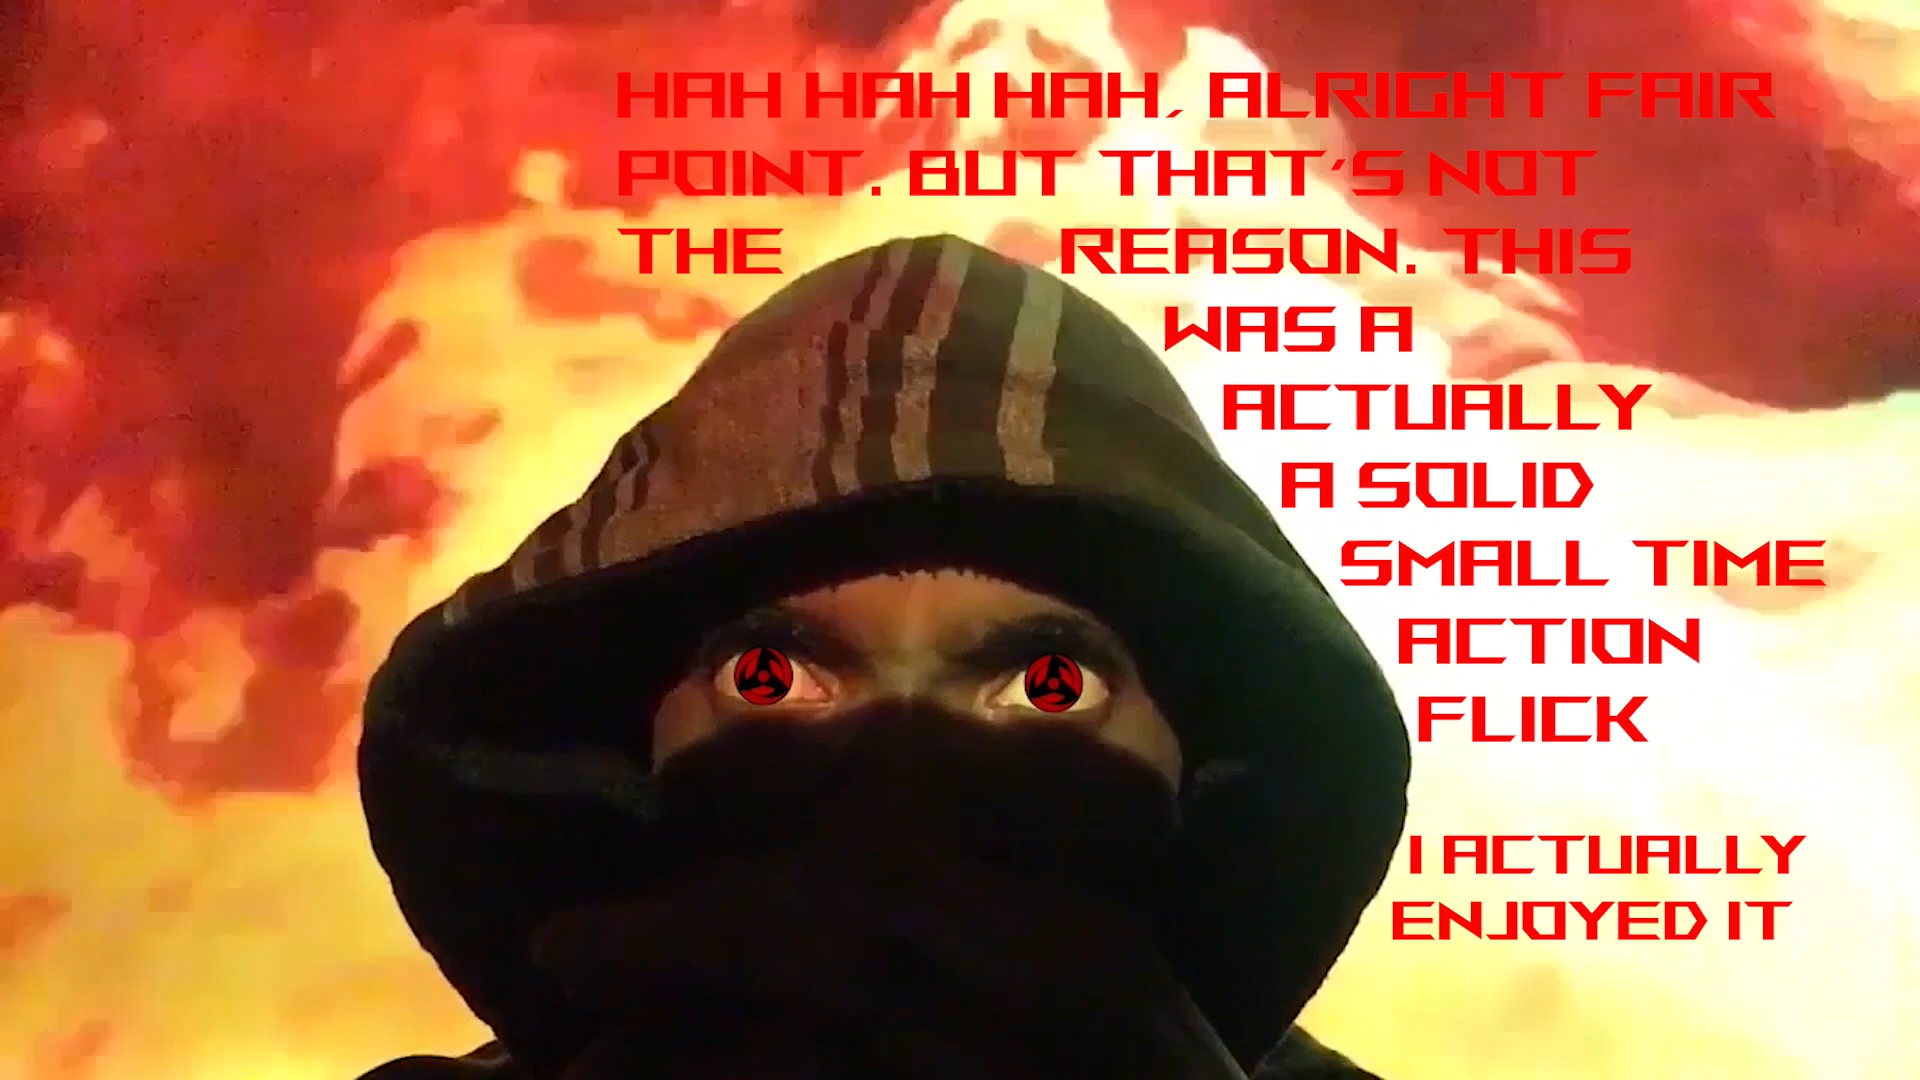 HAH HAH HAH, ALRIGHT FAIR
POINT. BUT THAT'S NOT
THE REASON. THIS
WAS A
ACTUALLY
A SOLID
SMALL TIME
ACTION
FLICK
I ACTUALLY
ENJOYED IT